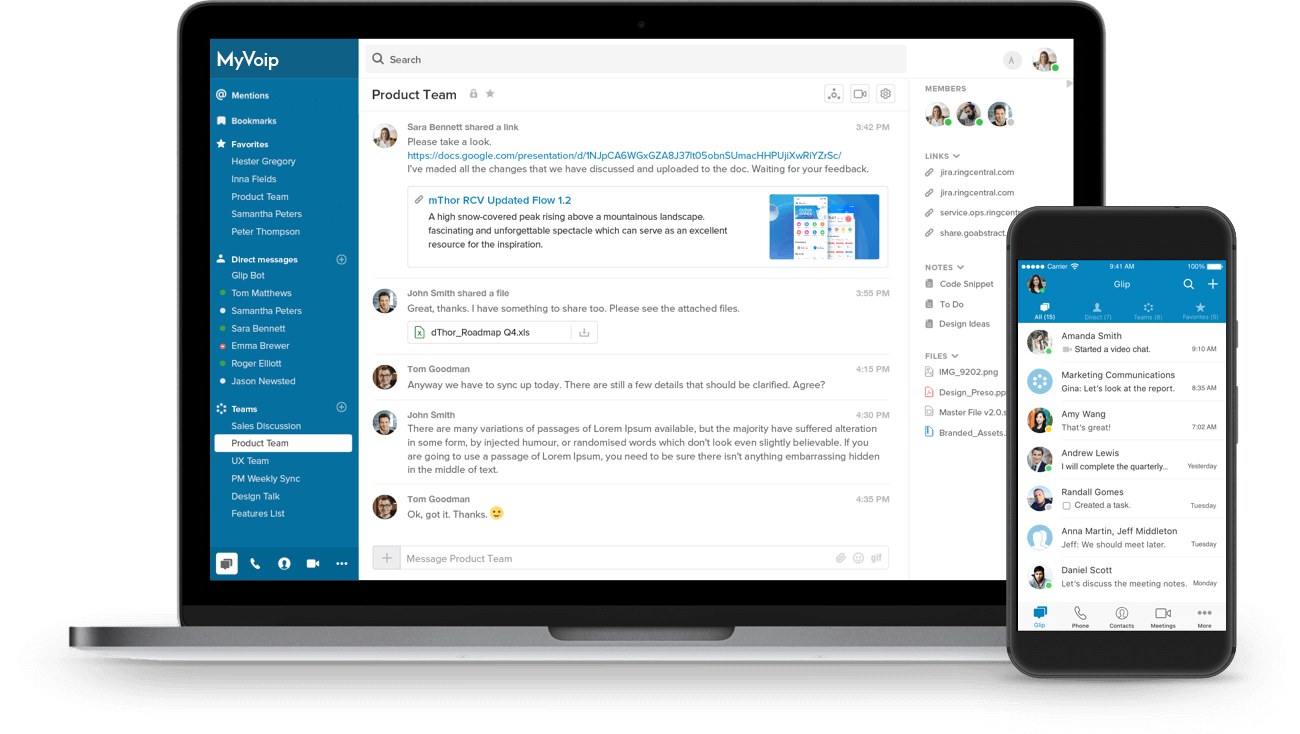 MyVoip
Mentions
Bookmarks
Favorites
Hester Gregory
Inna Fields
Product Team
Samantha Peters
Peter Thompson
Direct messages
Glip Bot
Tom Matthews
Samantha Peters
Sara Bennett
Emma Brewer
Roger Elliott
Jason Newsted
Teams
Sales Discussion
Product Team
UX Team
PM Weekly Sync
Design Talk
Features List
Search
A
Product Team
Sara Bennett shared a link 3:42 PM
Please take a look.
https://docs.google.com/presentation/d/1NJpCA6WGxGZA8J37It05obnSUmacHHPUjiXwRiYZrSc/
I've maded all the changes that we have discussed and uploaded to the doc. Waiting for your feedback.
mThor RCV Updated Flow 1.2
A high snow-covered peak rising above a mountainous landscape.
fascinating and unforgettable spectacle which can serve as an excellent
resource for the inspiration.
John Smith shared a file 3:55 PM
Great, thanks. I have something to share too. Please see the attached files.
dThor_Roadmap Q4.xls
Tom Goodman 4:15 PM
Anyway we have to sync up today. There are still a few details that should be clarified. Agree?
John Smith 4:30 PM
There are many variations of passages of Lorem Ipsum available, but the majority have suffered alteration
in some form, by injected humour, or randomised words which don't look even slightly believable. If you
are going to use a passage of Lorem Ipsum, you need to be sure there isn't anything embarrassing hidden
in the middle of text.
Tom Goodman 4:35 PM
Ok, got it. Thanks.
Message Product Team
gif
MEMBERS
LINKS
jira.ringcentral.com
jira.ringcentral.com
service.ops.ringcentr
share.goabstract.
NOTES
Code Snippet
To Do
Design Ideas
FILES
IMG_9202.png
Design_Preso.pp
Master File v2.0.s
Branded_Assets.
Carrier 9:41 AM 100%
Glip
All (15) Direct (7) Teams (8) Favorites (5)
Amanda Smith
Started a video chat. 9:10 AM
Marketing Communications
Gina: Let's look at the report. 8:35 AM
Amy Wang
That's great! 7:02 AM
Andrew Lewis
I will complete the quarterly... Yesterday
Randall Gomes
Created a task. Tuesday
Anna Martin, Jeff Middleton
Jeff: We should meet later. Tuesday
Daniel Scott
Let's discuss the meeting notes. Monday
Glip Phone Contacts Meetings More